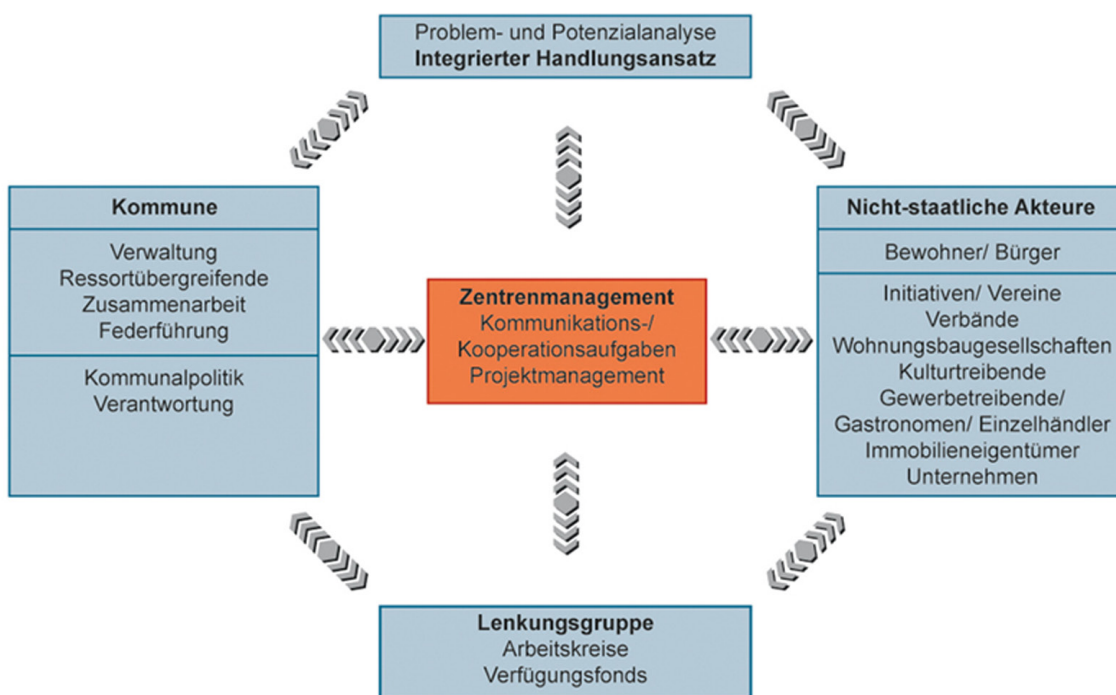 Problem- und Potenzialanalyse
Integrierter Handlungsansatz
Kommune
Verwaltung
Ressortübergreifende
Zusammenarbeit
Federführung
Kommunalpolitik
Verantwortung
Zentrenmanagement
Kommunikations-/
Kooperationsaufgaben
Projektmanagement
Nicht-staatliche Akteure
Bewohner/ Bürger
Initiativen/ Vereine
Verbände
Wohnungsbaugesellschaften
Kulturtreibende
Gewerbetreibende/
Gastronomen/ Einzelhändler
Immobilieneigentümer
Unternehmen
Lenkungsgruppe
Arbeitskreise
Verfügungsfonds